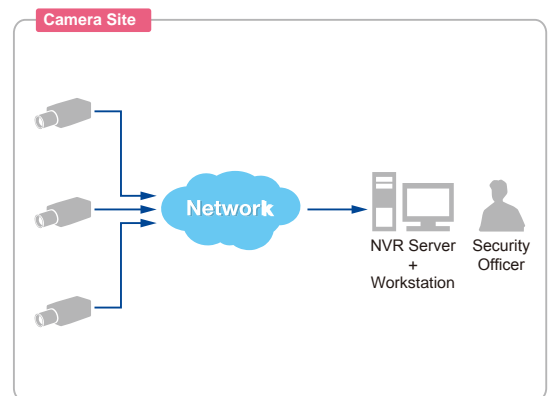 Camera Site
Network
NVR Server
+
Workstation
Security
Officer